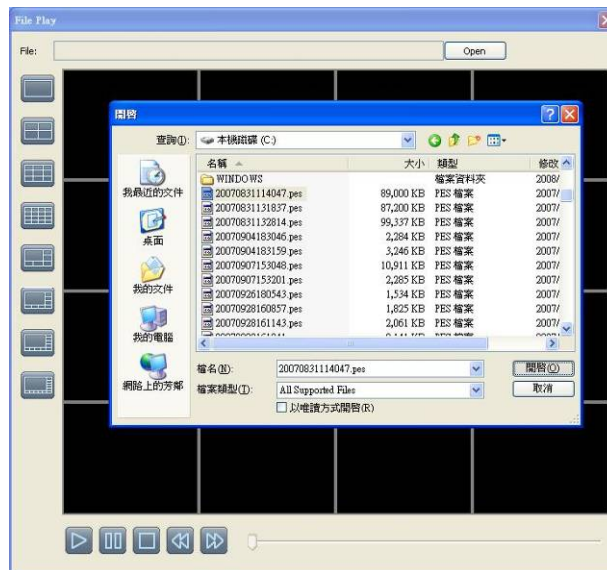 File Play
File:
Open
開啓
查詢(I):
本機磁碟 (C:)
名稱 大小 類型 修改
WINDOWS 檔案資料夾 2008/
20070831114047.pes 89,000 KB PES 檔案 2007/
20070831131837.pes 87,200 KB PES 檔案 2007/
20070831132814.pes 99,337 KB PES 檔案 2007/
20070904183046.pes 2,284 KB PES 檔案 2007/
20070904183159.pes 3,246 KB PES 檔案 2007/
20070907153048.pes 10,911 KB PES 檔案 2007/
20070907153201.pes 2,285 KB PES 檔案 2007/
20070926180543.pes 1,534 KB PES 檔案 2007/
20070928160857.pes 1,825 KB PES 檔案 2007/
20070928161143.pes 2,061 KB PES 檔案 2007/
我最近的文件
桌面
我的文件
我的電腦
網路上的芳鄰
檔名(N): 20070831114047.pes 開啓(O)
檔案類型(T): All Supported Files 取消
以唯讀方式開啓(R)